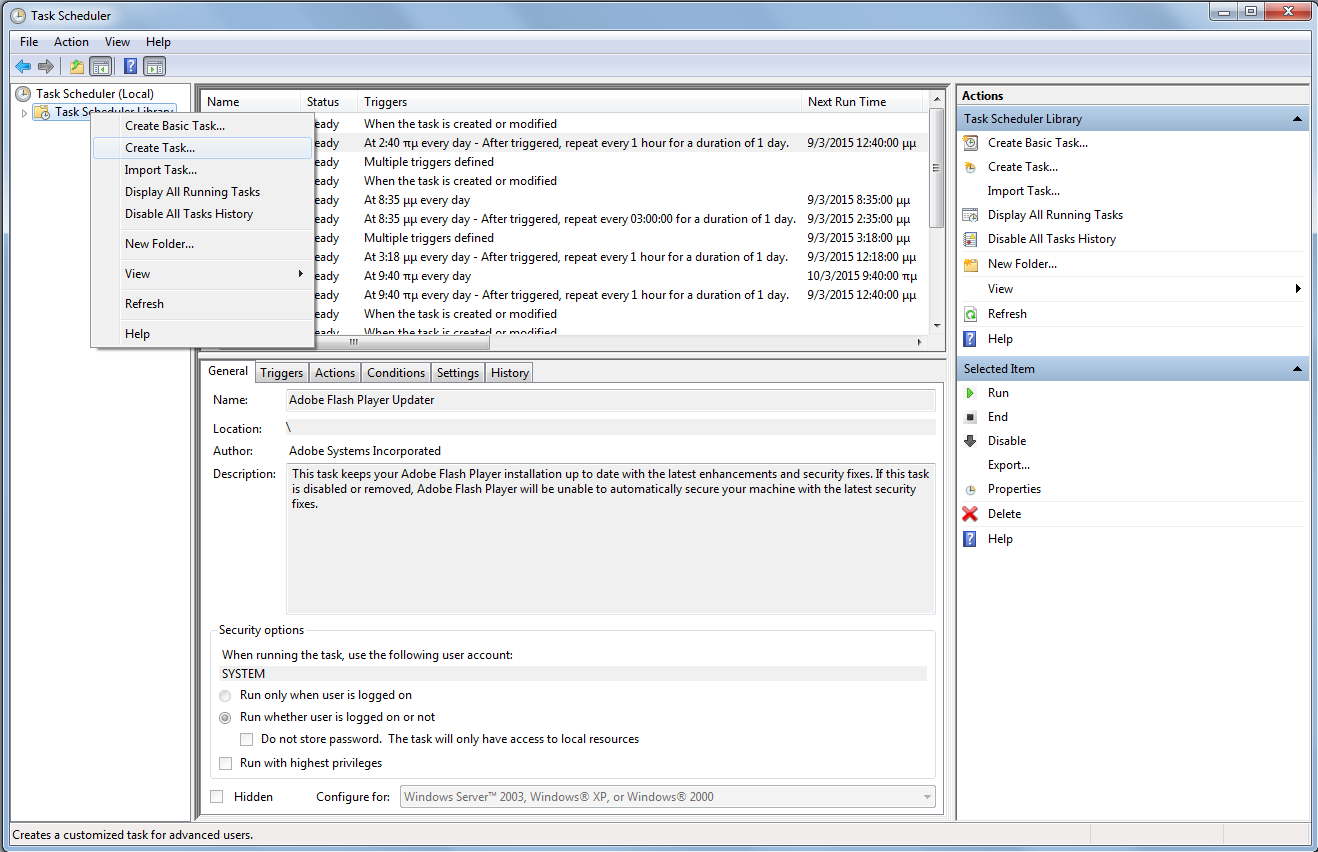 Task Scheduler
File Action View Help
Task Scheduler (Local)
Task Scheduler Library
Create Basic Task...
Create Task...
Import Task...
Display All Running Tasks
Disable All Tasks History
New Folder...
View
Refresh
Help
Name Status Triggers Next Run Time
eady When the task is created or modified
eady At 2:40 πμ every day - After triggered, repeat every 1 hour for a duration of 1 day. 9/3/2015 12:40:00 μμ
eady Multiple triggers defined
eady When the task is created or modified
eady At 8:35 μμ every day 9/3/2015 8:35:00 μμ
eady At 8:35 μμ every day - After triggered, repeat every 03:00:00 for a duration of 1 day. 9/3/2015 2:35:00 μμ
eady Multiple triggers defined 9/3/2015 3:18:00 μμ
eady At 3:18 μμ every day - After triggered, repeat every 1 hour for a duration of 1 day. 9/3/2015 12:18:00 μμ
eady At 9:40 πμ every day 10/3/2015 9:40:00 πμ
eady At 9:40 πμ every day - After triggered, repeat every 1 hour for a duration of 1 day. 9/3/2015 12:40:00 μμ
eady When the task is created or modified
eady When the task is created or modified
General Triggers Actions Conditions Settings History
Name: Adobe Flash Player Updater
Location: \
Author: Adobe Systems Incorporated
Description: This task keeps your Adobe Flash Player installation up to date with the latest enhancements and security fixes. If this task
is disabled or removed, Adobe Flash Player will be unable to automatically secure your machine with the latest security
fixes.
Security options
When running the task, use the following user account:
SYSTEM
Run only when user is logged on
Run whether user is logged on or not
Do not store password. The task will only have access to local resources
Run with highest privileges
Hidden Configure for: Windows Server™ 2003, Windows® XP, or Windows® 2000
Actions
Task Scheduler Library
Create Basic Task...
Create Task...
Import Task...
Display All Running Tasks
Disable All Tasks History
New Folder...
View
Refresh
Help
Selected Item
Run
End
Disable
Export...
Properties
Delete
Help
Creates a customized task for advanced users.